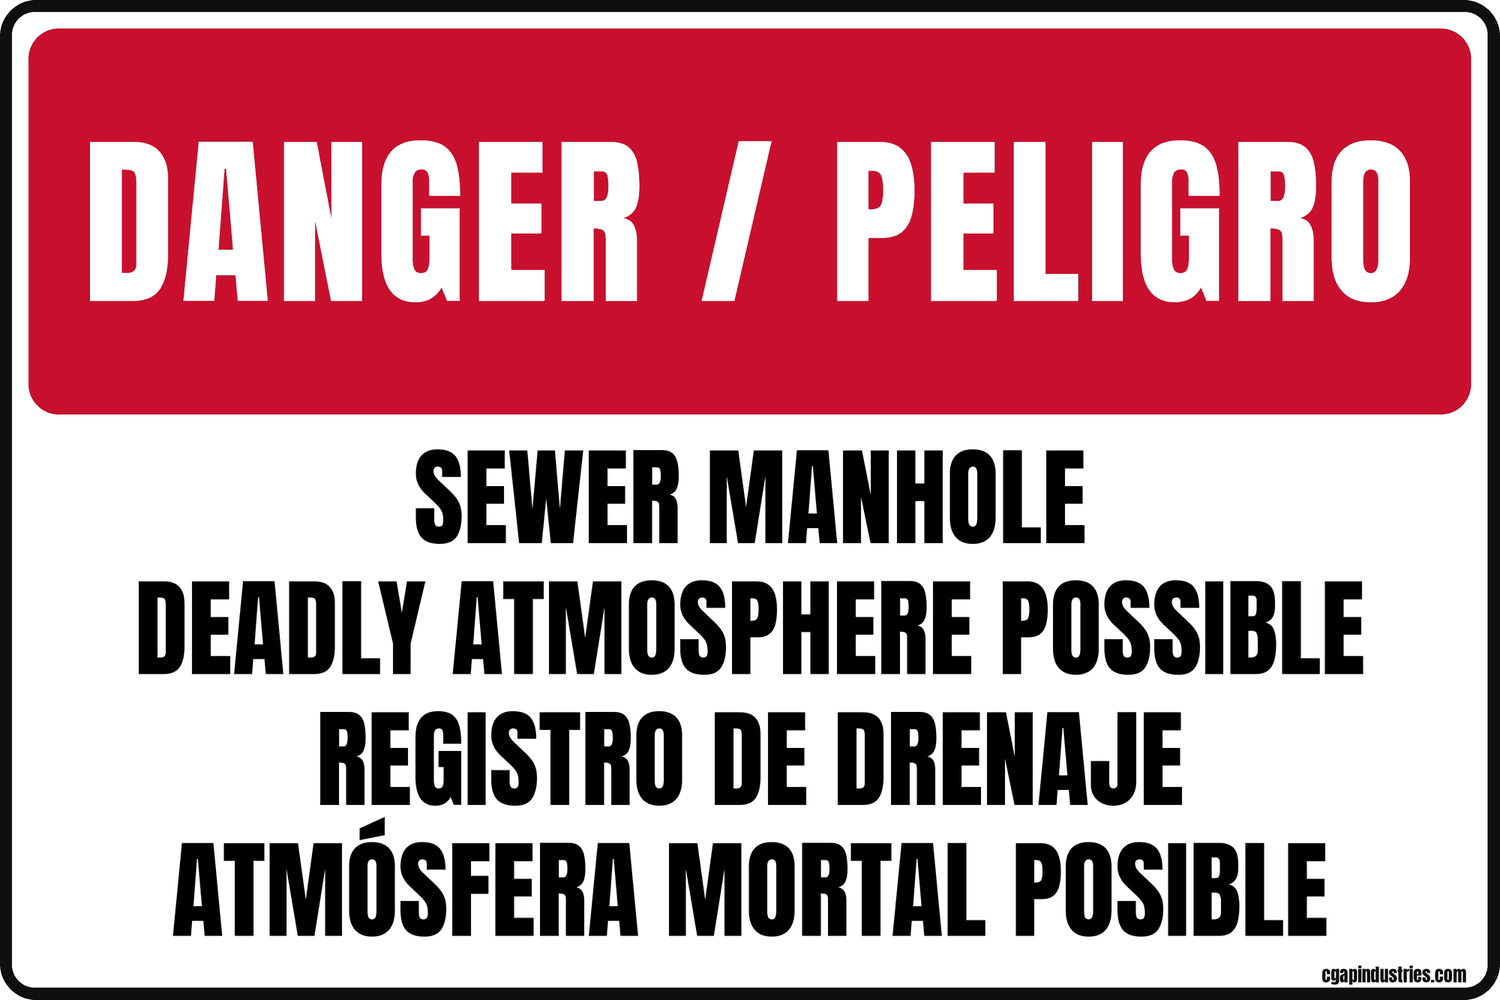 DANGER / PELIGRO
SEWER MANHOLE
DEADLY ATMOSPHERE POSSIBLE
REGISTRO DE DRENAJE
ATMÓSFERA MORTAL POSIBLE
cgapindustries.com